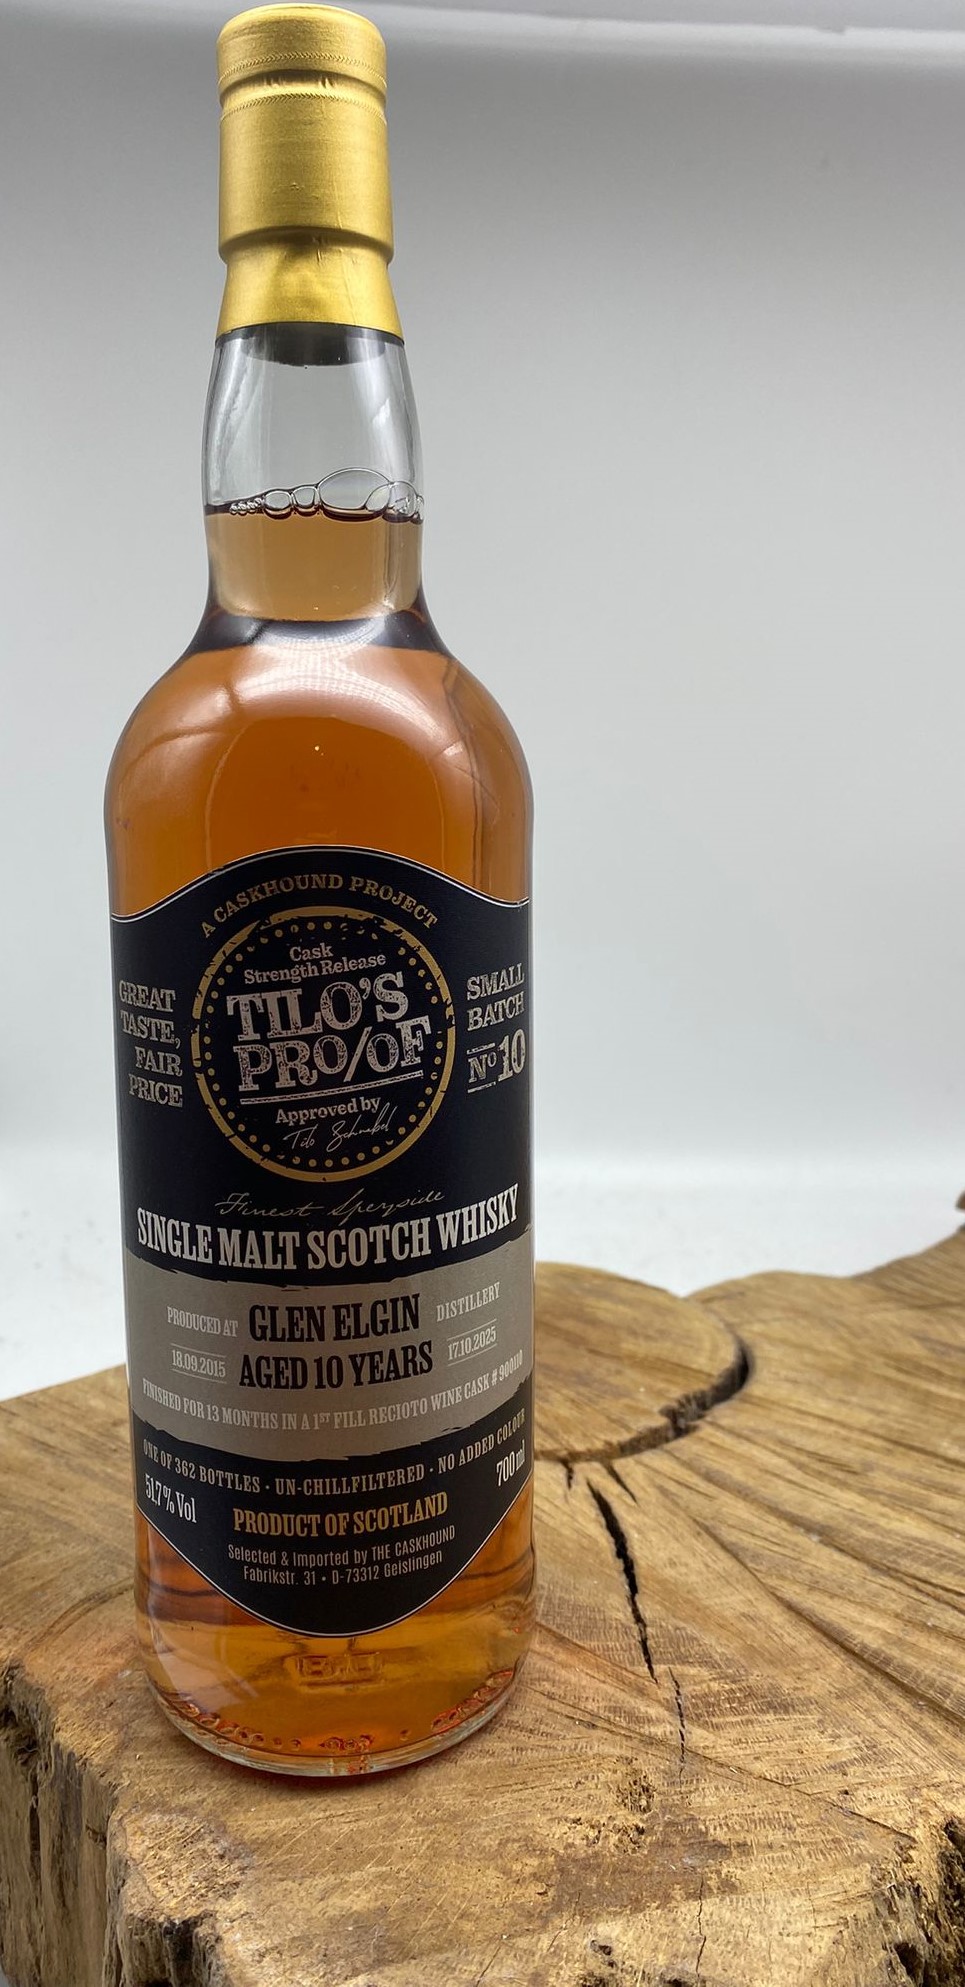 A CASKHOUND PROJECT
Cask
Strength Release
TILO'S
PRO/OF
Approved by
Tilo Schnabel
GREAT
TASTE,
FAIR
PRICE
SMALL
BATCH
Nº10
Finest Speyside
SINGLE MALT SCOTCH WHISKY
PRODUCED AT GLEN ELGIN DISTILLERY
18.09.2015 AGED 10 YEARS 17.10.2025
FINISHED FOR 13 MONTHS IN A 1ST FILL RECIOTO WINE CASK # 900110
ONE OF 362 BOTTLES · UN-CHILLFILTERED · NO ADDED COLOUR
51,7% Vol
700 ml
PRODUCT OF SCOTLAND
Selected & Imported by THE CASKHOUND
Fabrikstr. 31 • D-73312 Geislingen